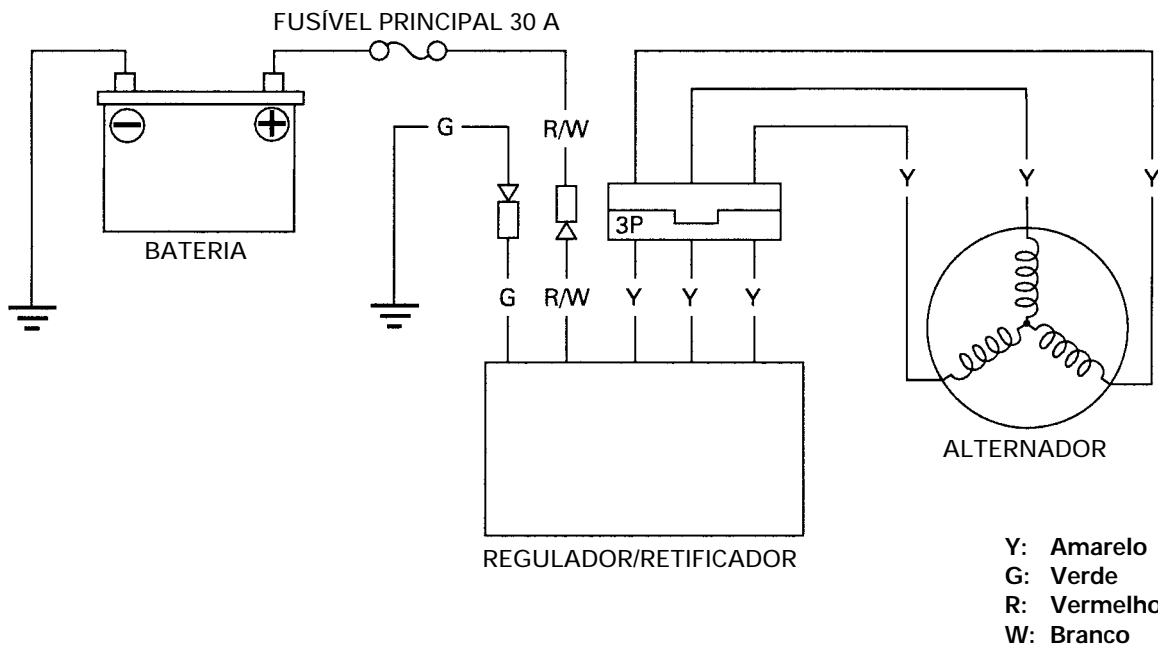 FUSÍVEL PRINCIPAL 30 A
G
R/W
Y Y Y
3P
BATERIA
G R/W Y Y Y
ALTERNADOR
REGULADOR/RETIFICADOR
Y: Amarelo
G: Verde
R: Vermelho
W: Branco